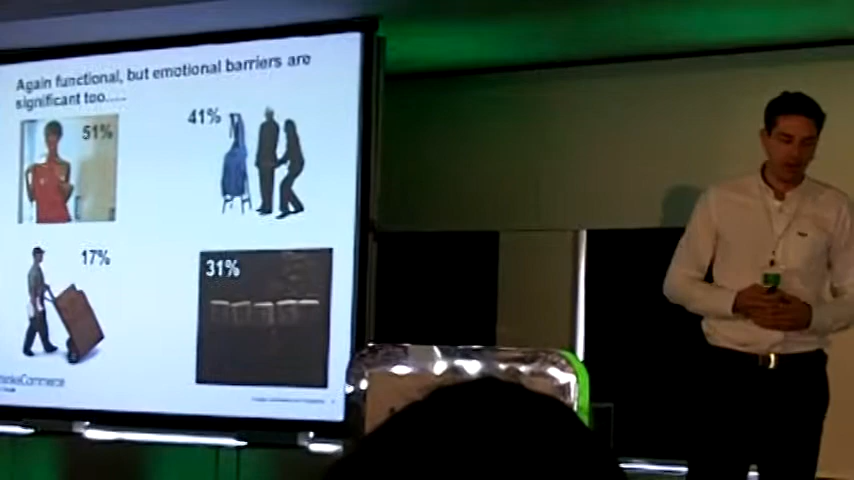 Again functional, but emotional barriers are
significant too.....
51%
41%
17%
31%